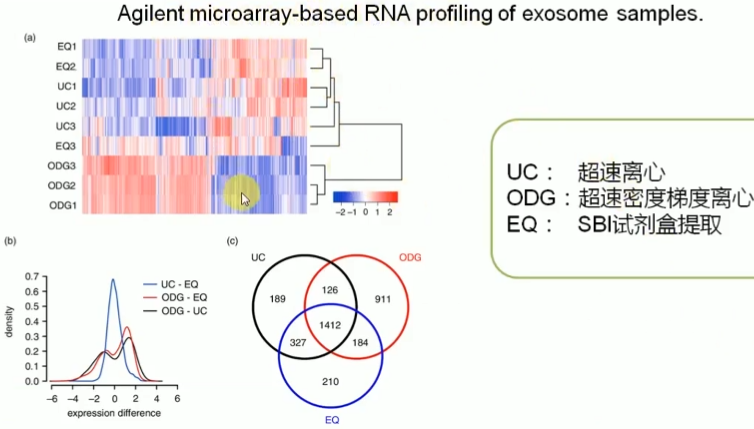 Agilent microarray-based RNA profiling of exosome samples.
(a)
EQ1
EQ2
UC1
UC2
UC3
EQ3
ODG3
ODG2
ODG1
−2 −1 0 1 2
UC： 超速离心
ODG：超速密度梯度离心
EQ： SBI试剂盒提取
(b)
density
0.7
0.6
0.5
0.4
0.3
0.2
0.1
0.0
−6 −4 −2 0 2 4 6
expression difference
UC - EQ
ODG - EQ
ODG - UC
(c)
UC
ODG
189
126
911
1412
327
184
210
EQ